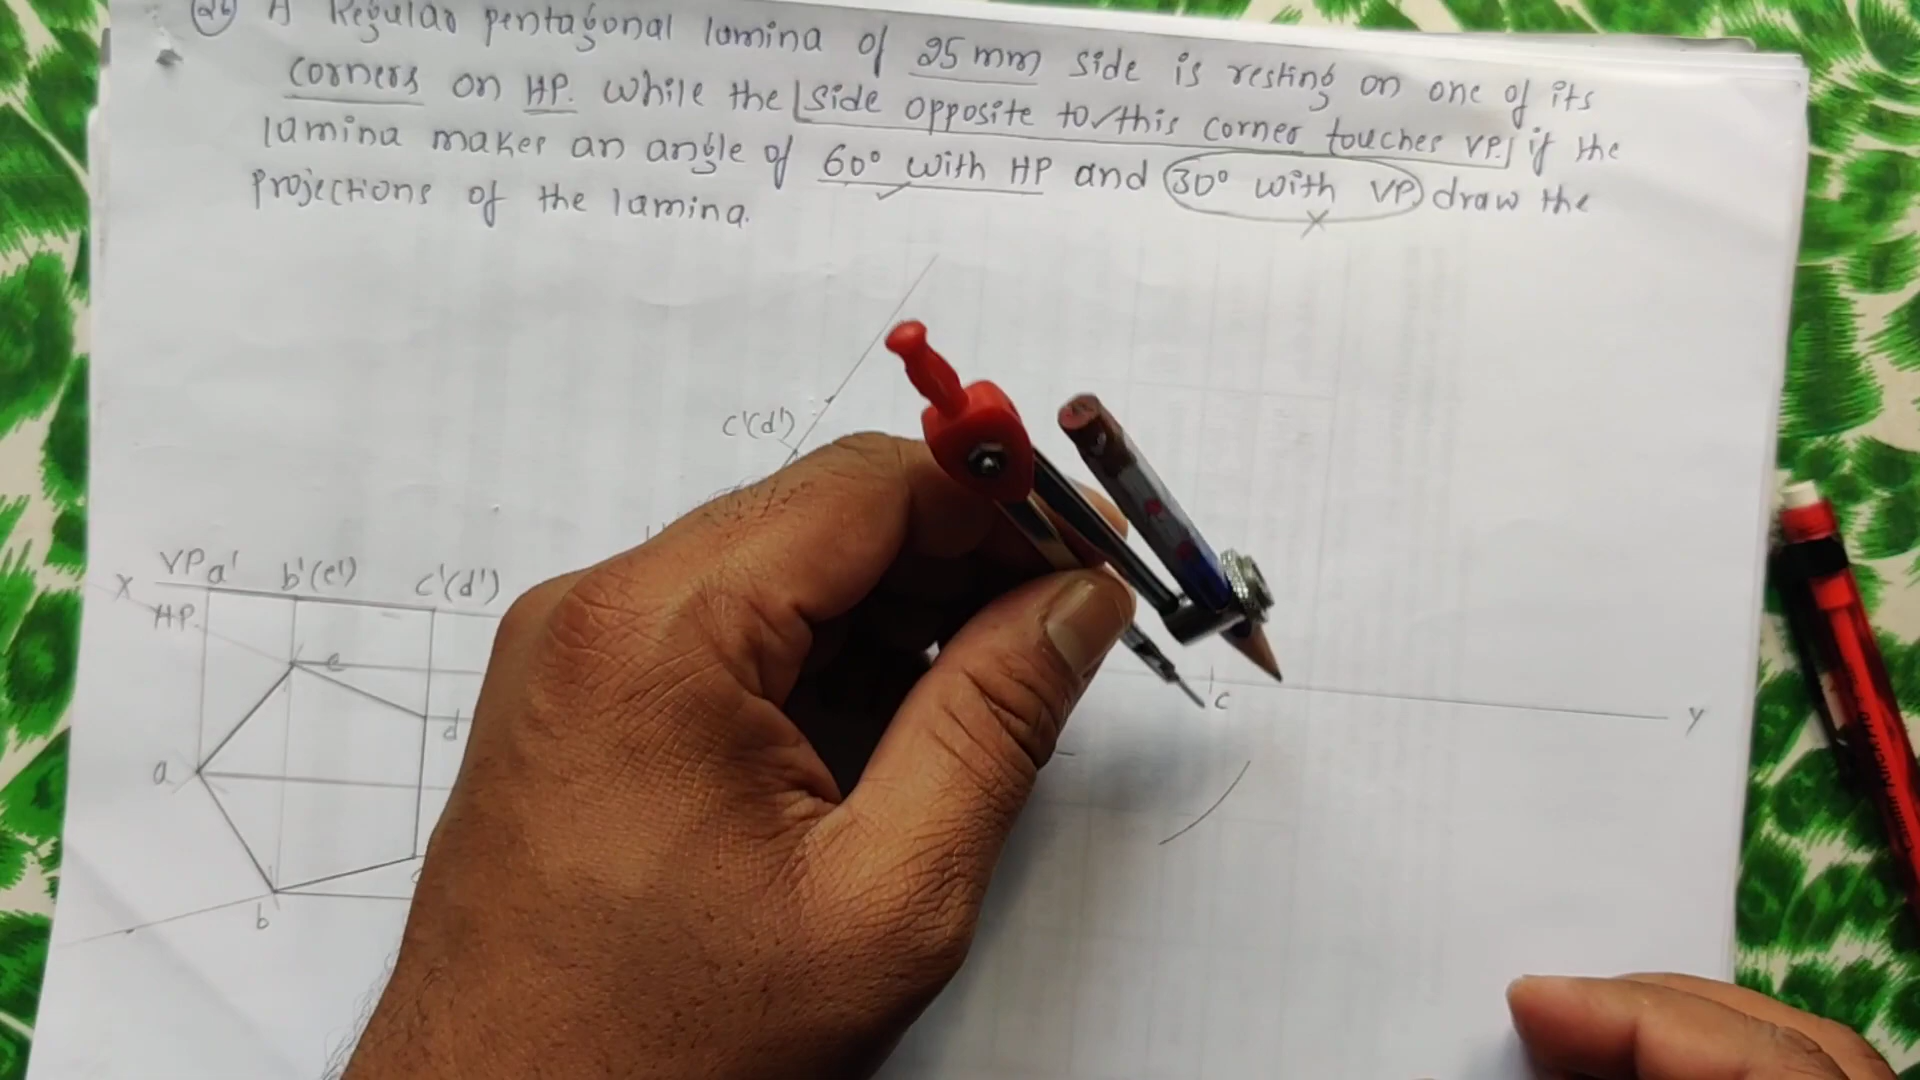 26 A Regular pentagonal lamina of 25 mm side is resting on one of its
corners on HP. While the side opposite to this corner touches VP. if the
lamina makes an angle of 60° with HP and 30° with VP draw the
projections of the lamina.
c'(d')
X VP a' b'(e') c'(d')
HP.
e
d
a
b
c
y